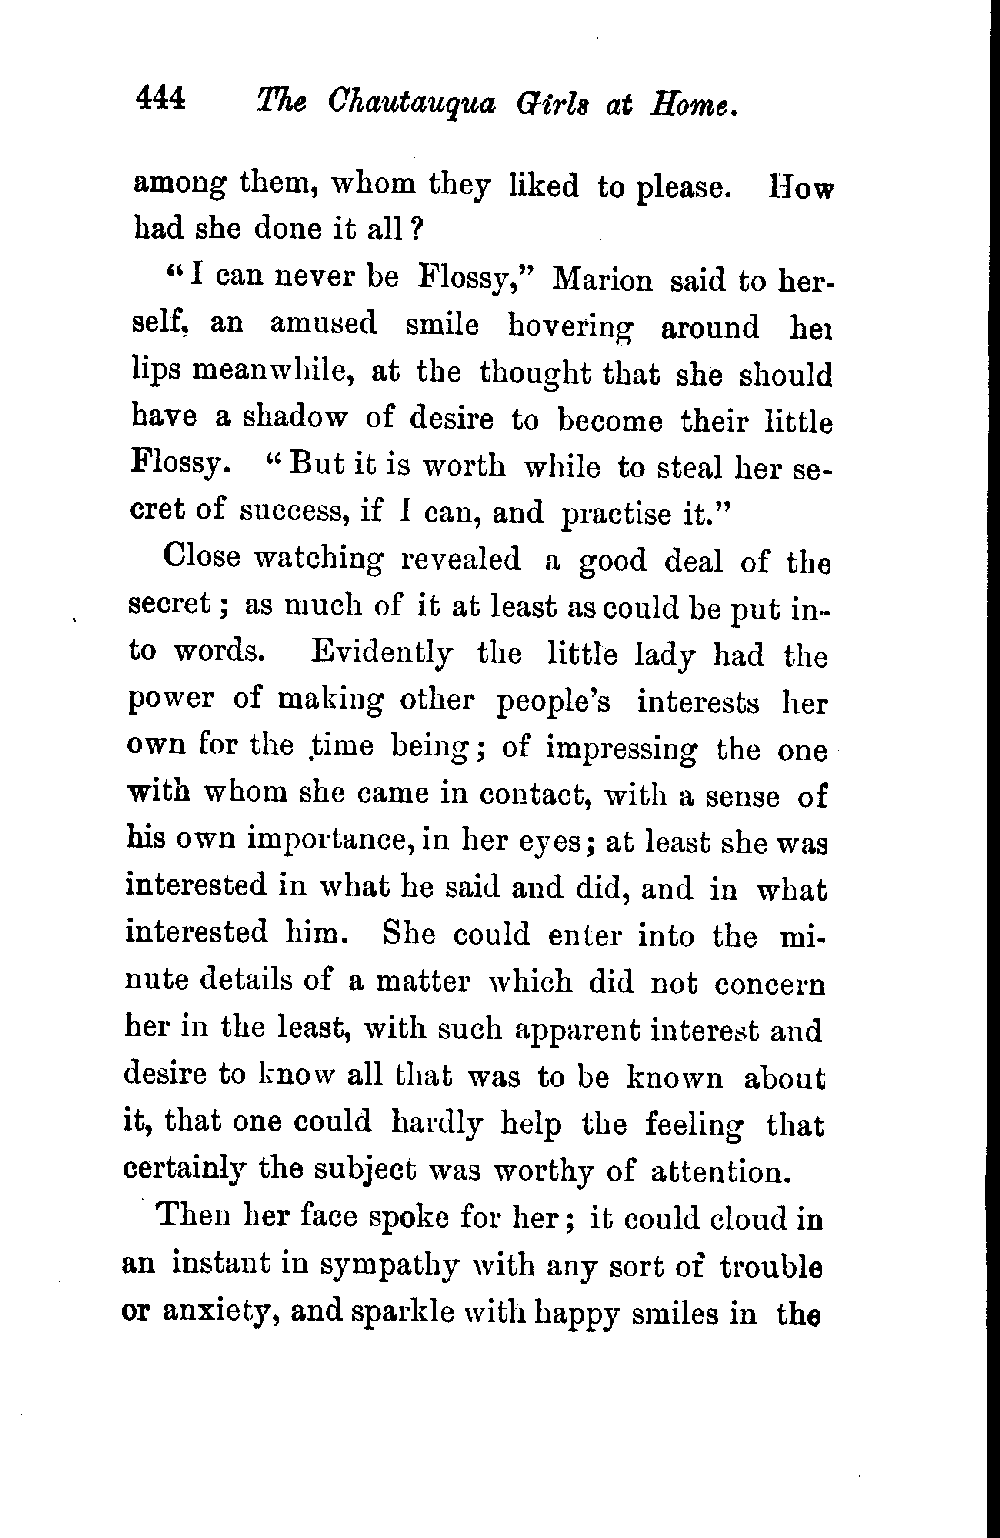 444 The Chautauqua Girls at Home.
among them, whom they liked to please. How
had she done it all?
"I can never be Flossy," Marion said to her-
self, an amused smile hovering around her
lips meanwhile, at the thought that she should
have a shadow of desire to become their little
Flossy. "But it is worth while to steal her se-
cret of success, if I can, and practise it."
Close watching revealed a good deal of the
secret; as much of it at least as could be put in-
to words. Evidently the little lady had the
power of making other people's interests her
own for the time being; of impressing the one
with whom she came in contact, with a sense of
his own importance, in her eyes; at least she was
interested in what he said and did, and in what
interested him. She could enter into the mi-
nute details of a matter which did not concern
her in the least, with such apparent interest and
desire to know all that was to be known about
it, that one could hardly help the feeling that
certainly the subject was worthy of attention.
Then her face spoke for her; it could cloud in
an instant in sympathy with any sort of trouble
or anxiety, and sparkle with happy smiles in the